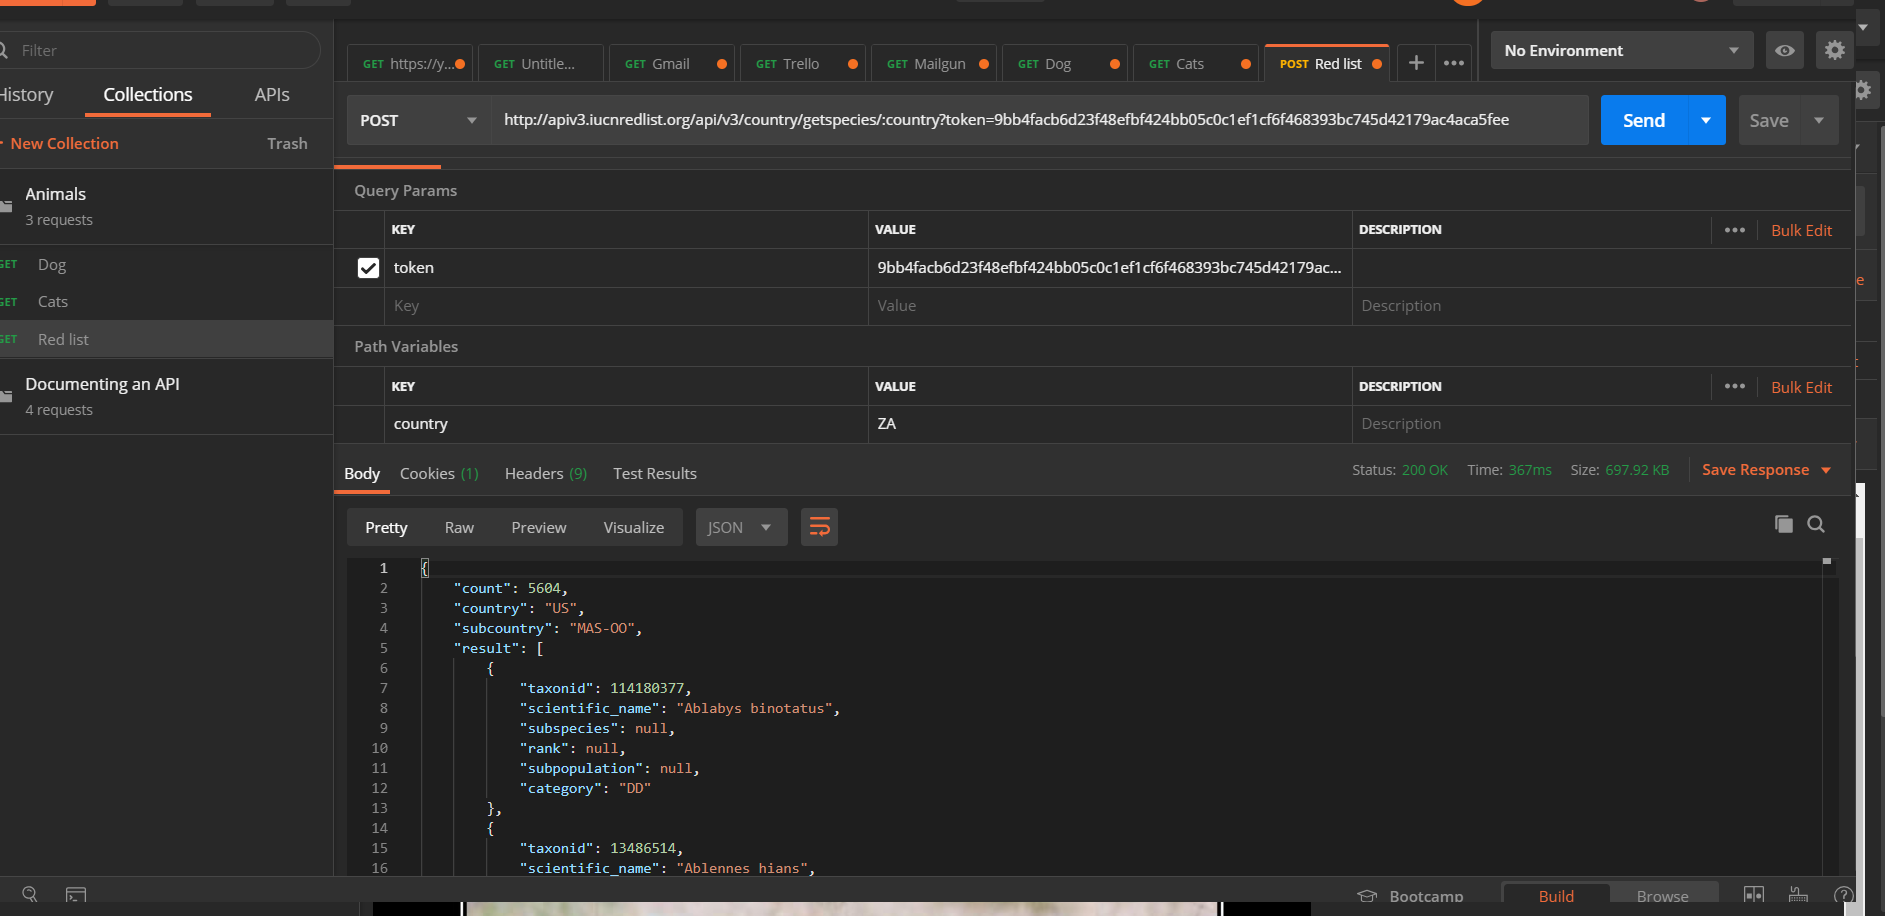 Filter
GET https://y...
GET Untitle...
GET Gmail
GET Trello
GET Mailgun
GET Dog
GET Cats
POST Red list
No Environment
History
Collections
APIs
POST
http://apiv3.iucnredlist.org/api/v3/country/getspecies/:country?token=9bb4facb6d23f48efbf424bb05c0c1ef1cf6f468393bc745d42179ac4aca5fee
Send
Save
New Collection
Trash
Query Params
Animals
3 requests
KEY VALUE DESCRIPTION ••• Bulk Edit
token 9bb4facb6d23f48efbf424bb05c0c1ef1cf6f468393bc745d42179ac...
Key Value Description
GET Dog
GET Cats
GET Red list
Path Variables
KEY VALUE DESCRIPTION ••• Bulk Edit
country ZA Description
Documenting an API
4 requests
Body Cookies (1) Headers (9) Test Results
Status: 200 OK Time: 367ms Size: 697.92 KB Save Response
Pretty Raw Preview Visualize JSON
1 {
2 "count": 5604,
3 "country": "US",
4 "subcountry": "MAS-OO",
5 "result": [
6 {
7 "taxonid": 114180377,
8 "scientific_name": "Ablabys binotatus",
9 "subspecies": null,
10 "rank": null,
11 "subpopulation": null,
12 "category": "DD"
13 },
14 {
15 "taxonid": 13486514,
16 "scientific_name": "Ablennes hians",
Bootcamp Build Browse